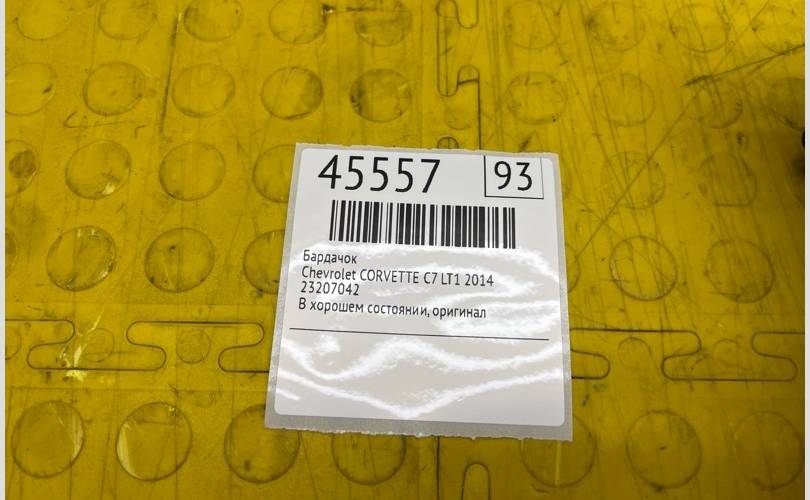 45557 93
Бардачок
Chevrolet CORVETTE C7 LT1 2014
23207042
В хорошем состоянии, оригинал